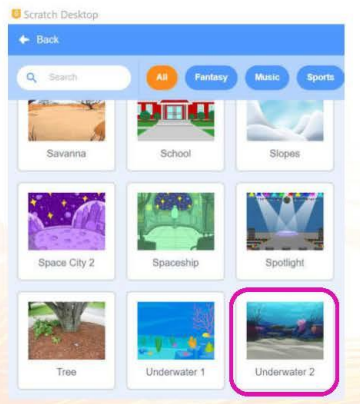 Scratch Desktop
Back
Search All Fantasy Music Sports
Savanna School Slopes
Space City 2 Spaceship Spotlight
Tree Underwater 1 Underwater 2